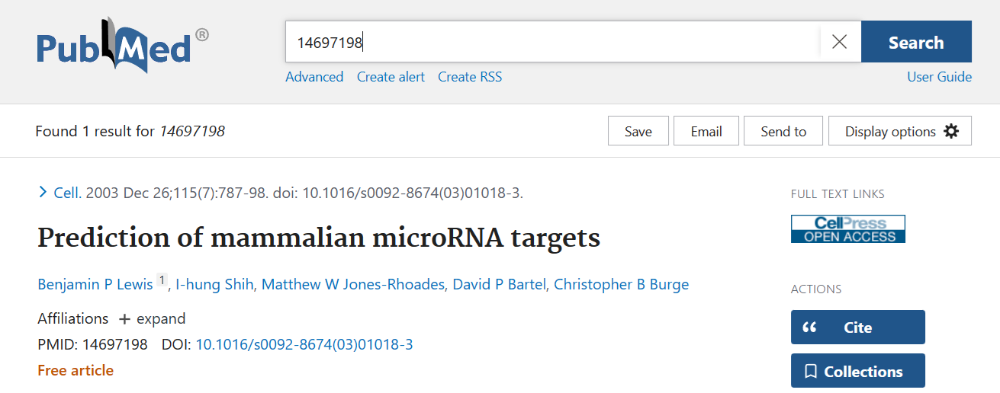 PubMed®
14697198
Search
Advanced Create alert Create RSS
User Guide
Found 1 result for 14697198
Save
Email
Send to
Display options
Cell. 2003 Dec 26;115(7):787-98. doi: 10.1016/s0092-8674(03)01018-3.
Prediction of mammalian microRNA targets
Benjamin P Lewis 1, I-hung Shih, Matthew W Jones-Rhoades, David P Bartel, Christopher B Burge
Affiliations + expand
PMID: 14697198 DOI: 10.1016/s0092-8674(03)01018-3
Free article
FULL TEXT LINKS
CellPress
OPEN ACCESS
ACTIONS
Cite
Collections